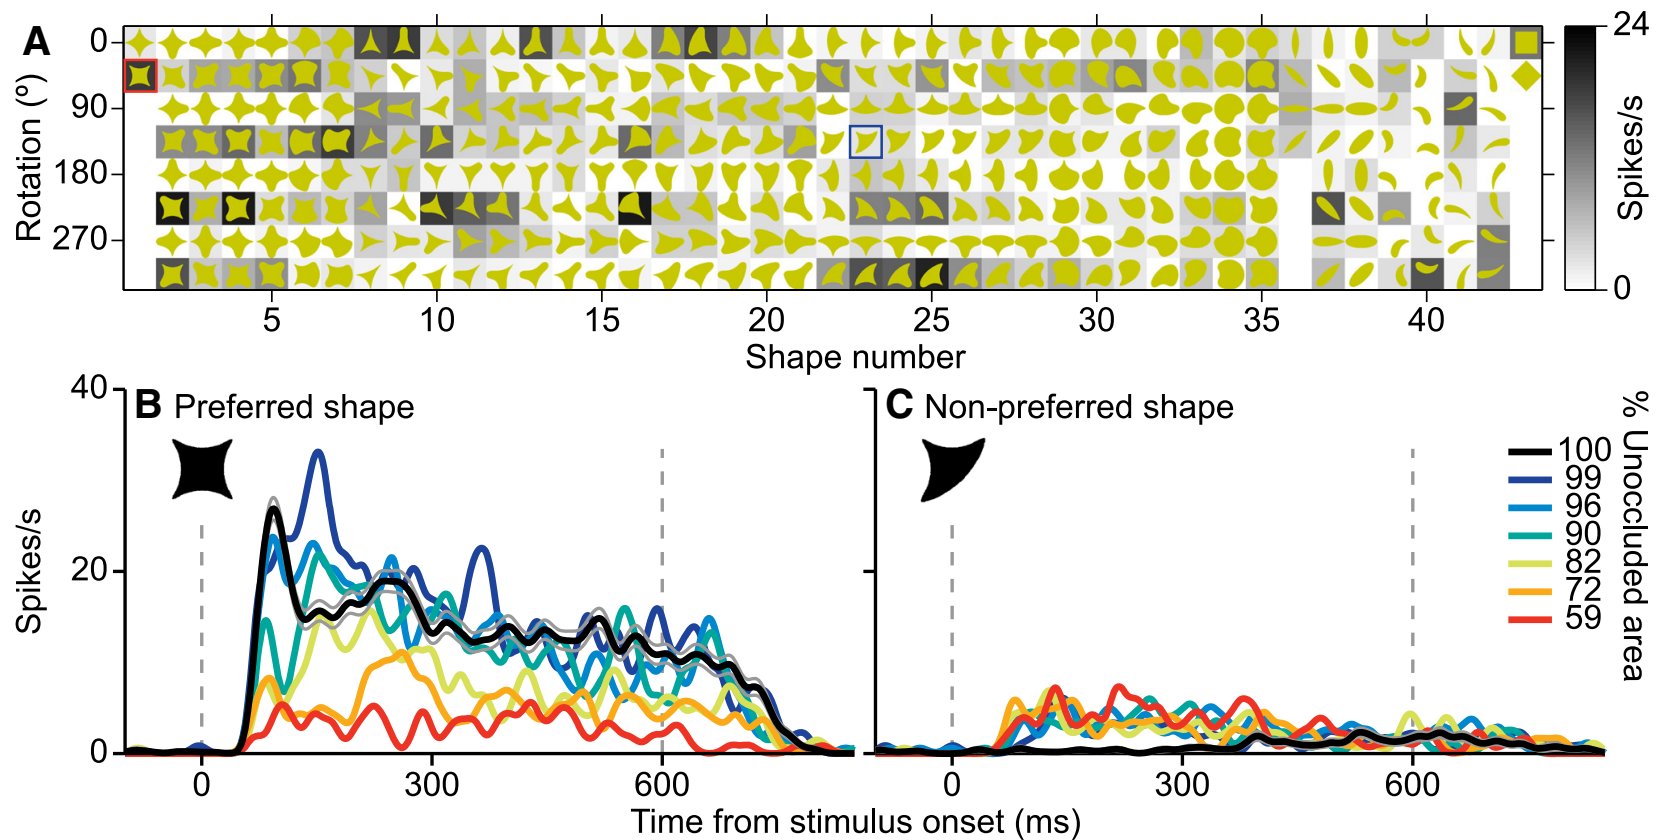 A
Rotation (º)
0
90
180
270
5 10 15 20 25 30 35 40
Shape number
24
0
Spikes/s
B Preferred shape
C Non-preferred shape
40
20
0
Spikes/s
% Unoccluded area
100
99
96
90
82
72
59
0 300 600
0 300 600
Time from stimulus onset (ms)